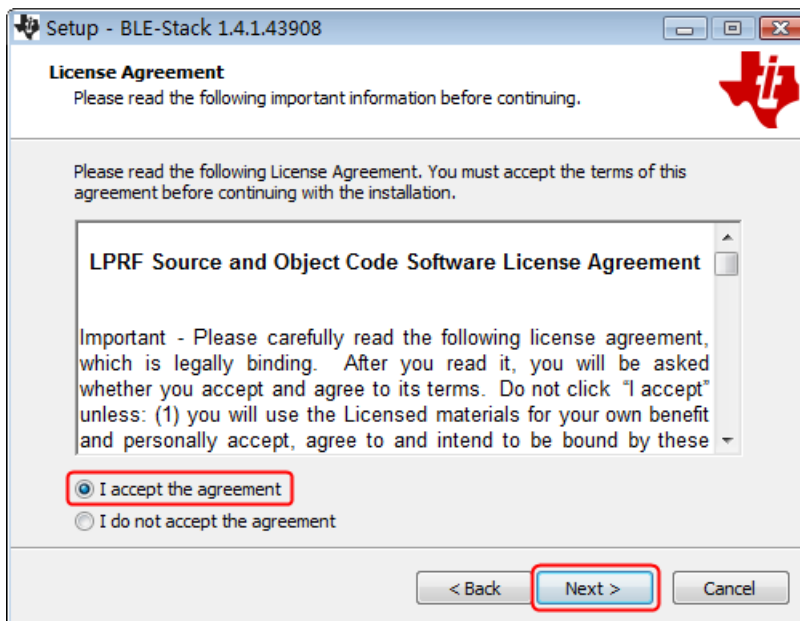 Setup - BLE-Stack 1.4.1.43908
License Agreement
Please read the following important information before continuing.
ti
Please read the following License Agreement. You must accept the terms of this
agreement before continuing with the installation.
LPRF Source and Object Code Software License Agreement
Important - Please carefully read the following license agreement,
which is legally binding. After you read it, you will be asked
whether you accept and agree to its terms. Do not click “I accept”
unless: (1) you will use the Licensed materials for your own benefit
and personally accept, agree to and intend to be bound by these
I accept the agreement
I do not accept the agreement
< Back Next > Cancel